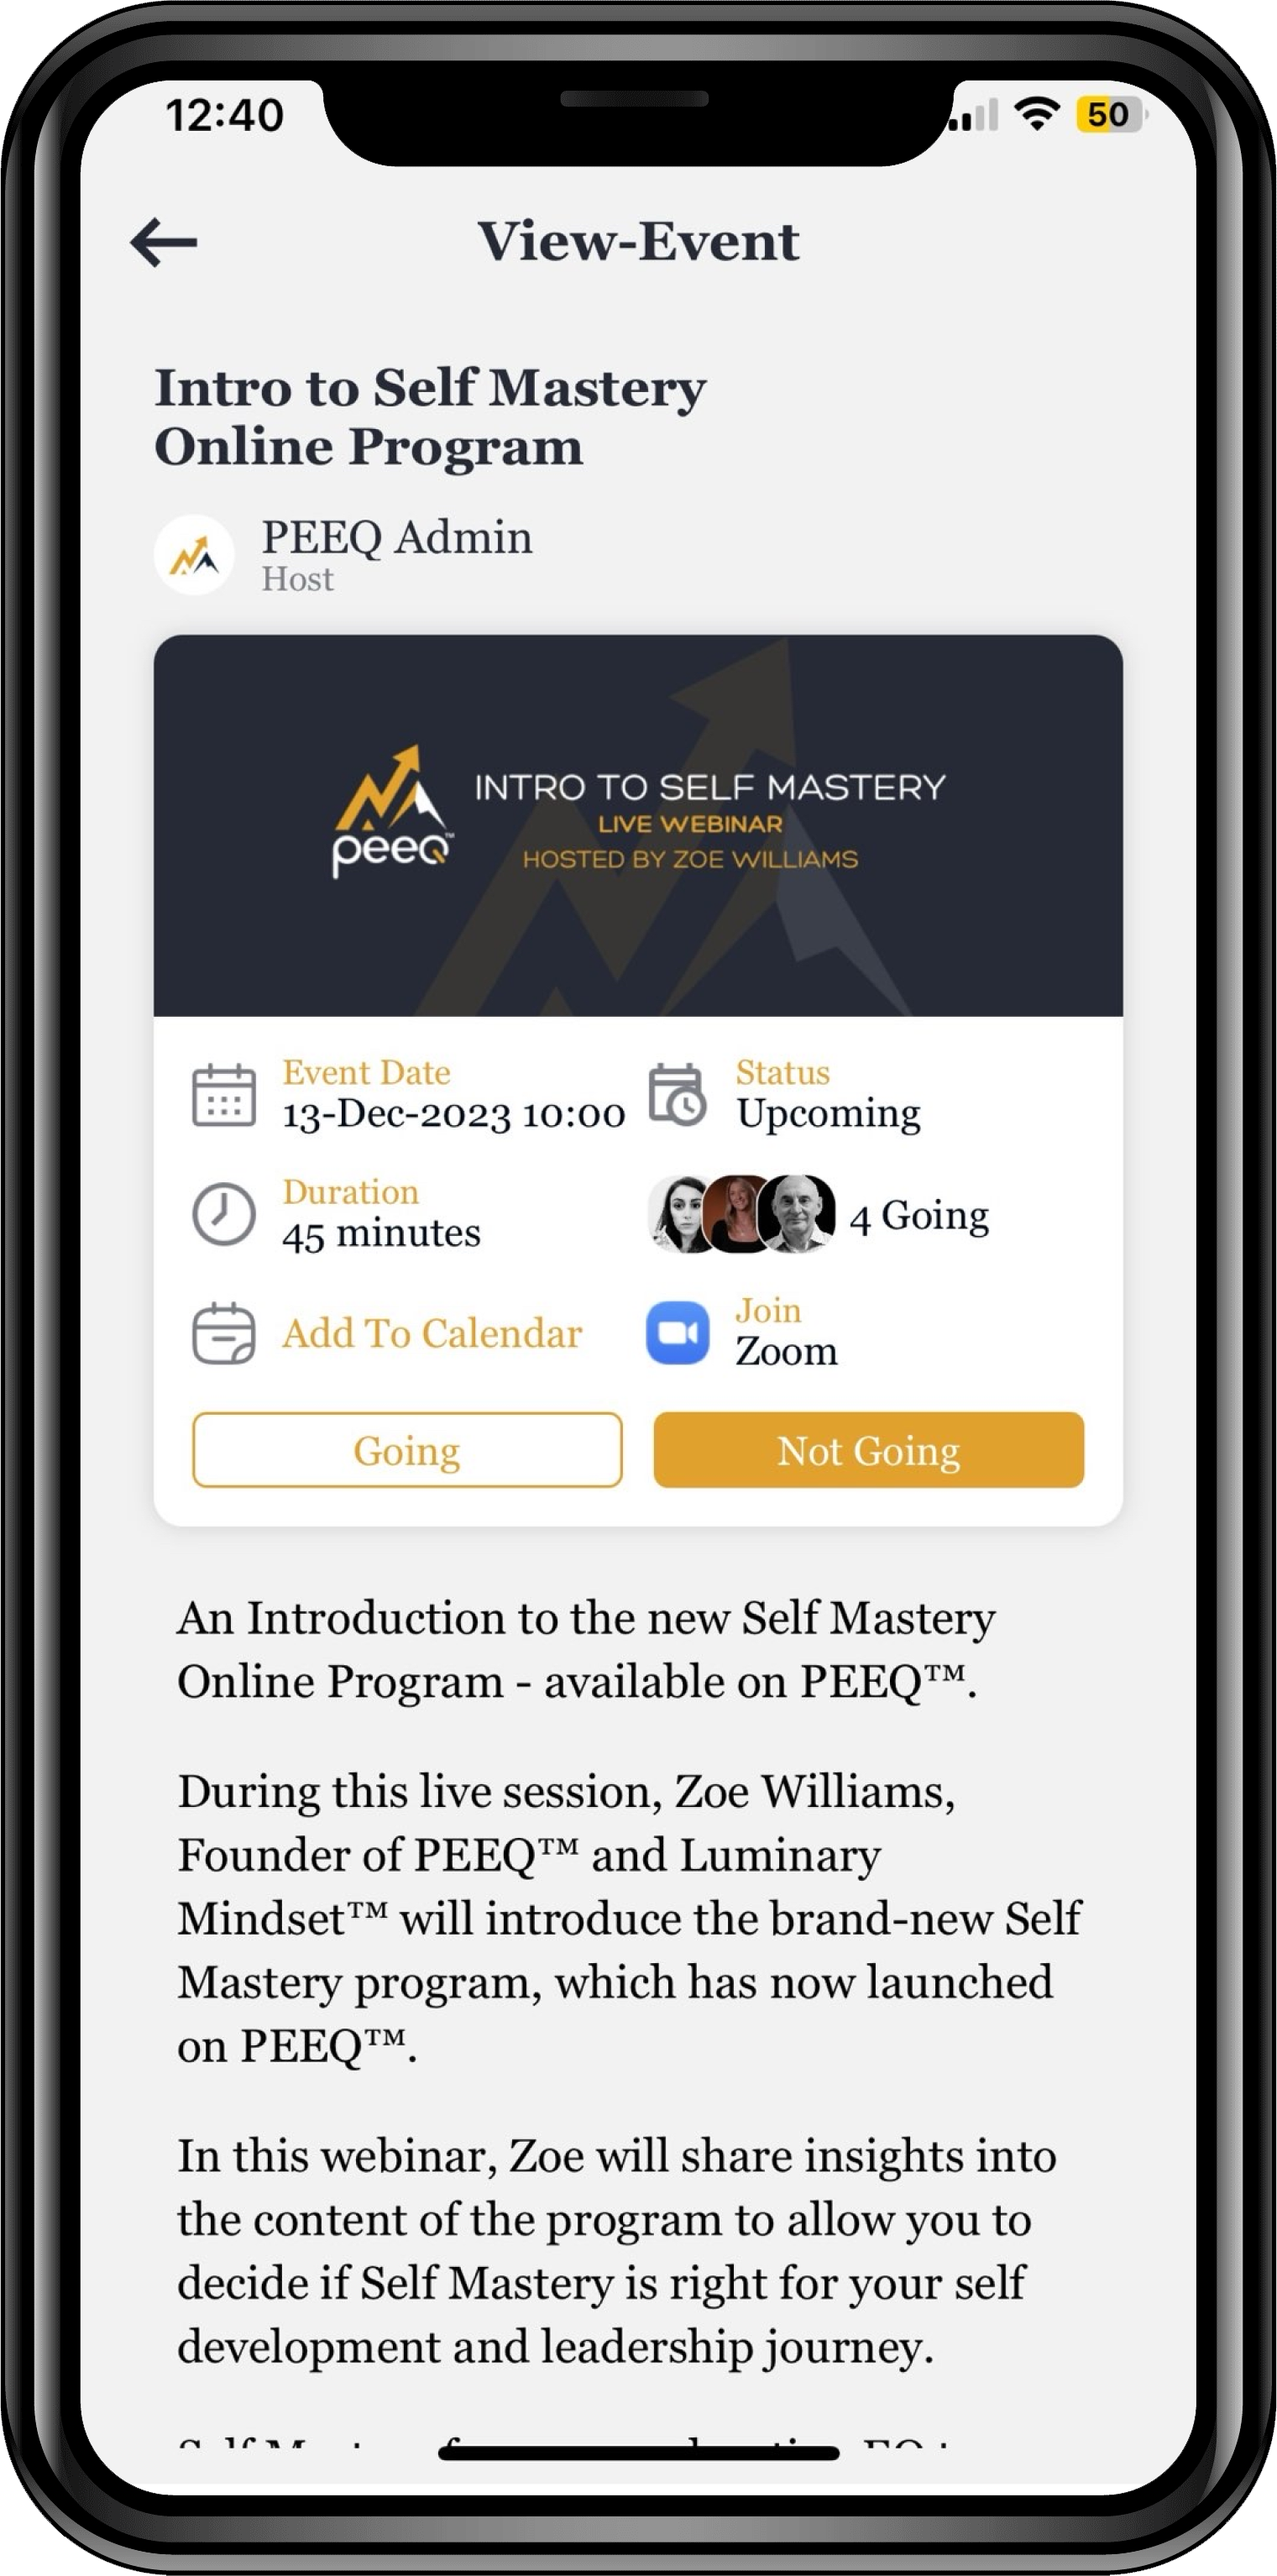 12:40
50
View-Event
Intro to Self Mastery
Online Program
PEEQ Admin
Host
peeQ™
INTRO TO SELF MASTERY
LIVE WEBINAR
HOSTED BY ZOE WILLIAMS
Event Date
13-Dec-2023 10:00
Status
Upcoming
Duration
45 minutes
4 Going
Add To Calendar
Join
Zoom
Going
Not Going
An Introduction to the new Self Mastery
Online Program - available on PEEQ™.
During this live session, Zoe Williams,
Founder of PEEQ™ and Luminary
Mindset™ will introduce the brand-new Self
Mastery program, which has now launched
on PEEQ™.
In this webinar, Zoe will share insights into
the content of the program to allow you to
decide if Self Mastery is right for your self
development and leadership journey.